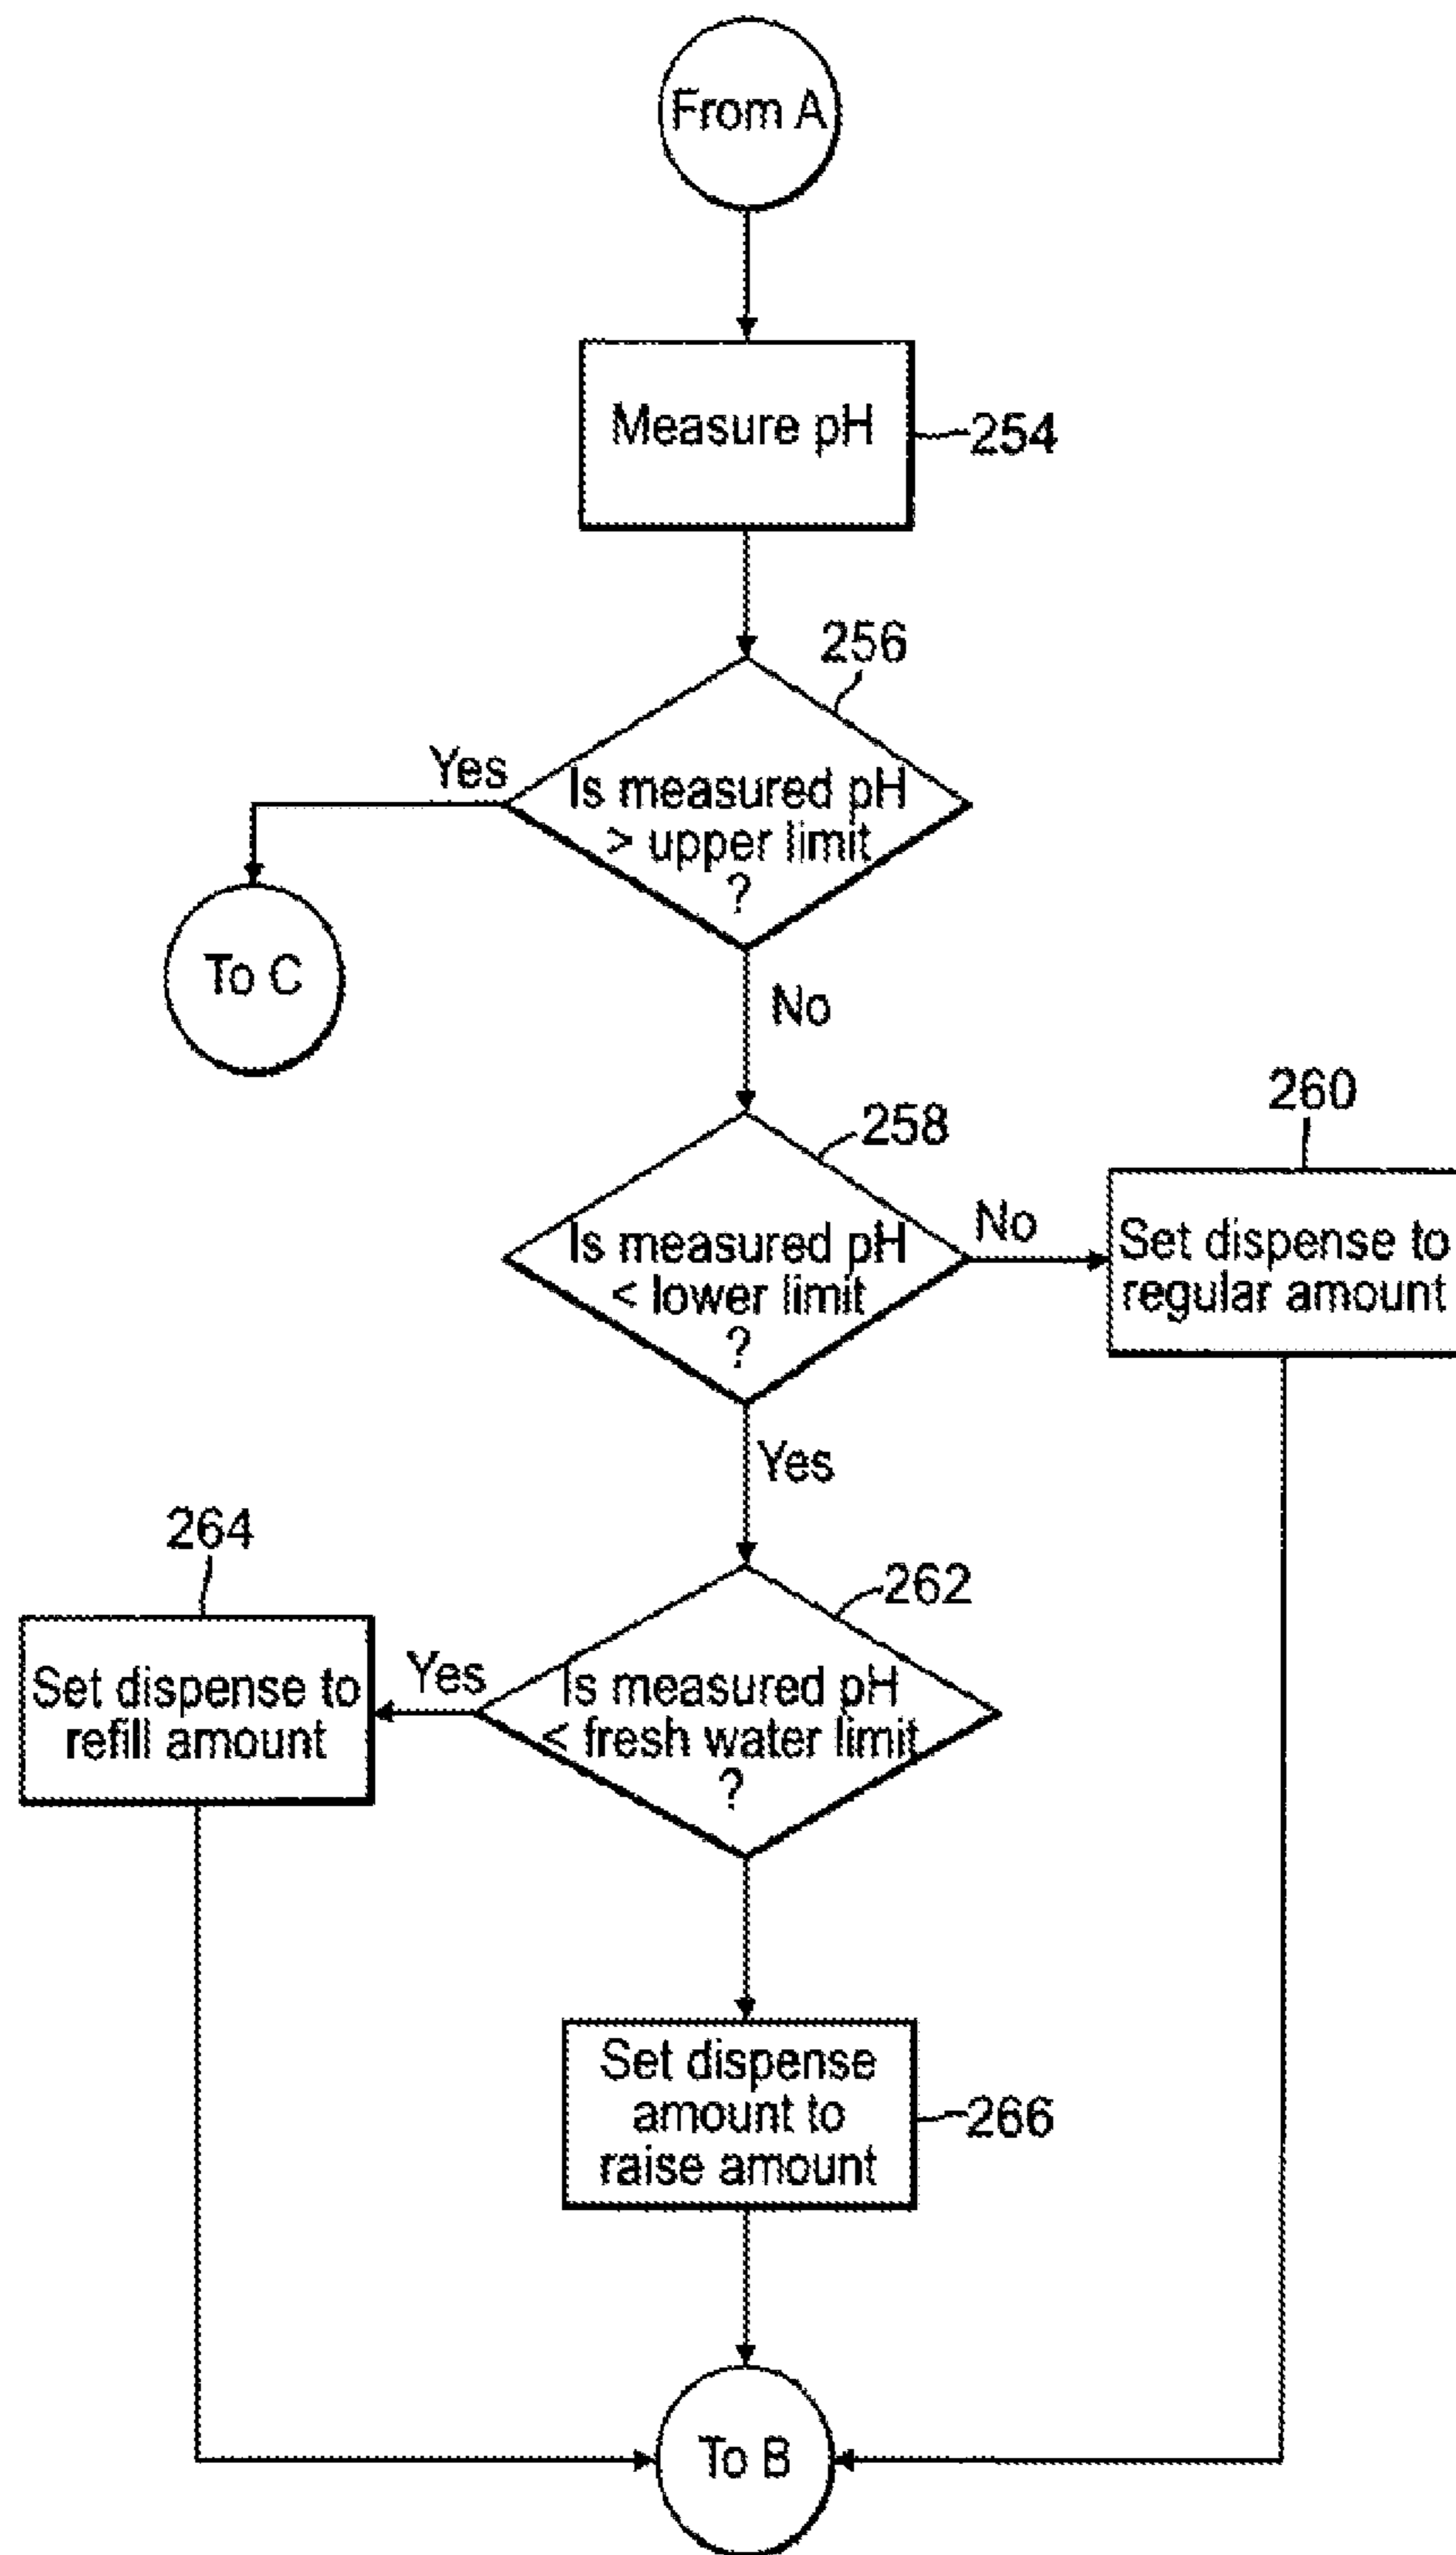 From A
Measure pH
254
256
Yes
Is measured pH
> upper limit
?
To C
No
258
260
Is measured pH
< lower limit
?
No
Set dispense to
regular amount
Yes
264
262
Set dispense to
refill amount
Yes
Is measured pH
< fresh water limit
?
Set dispense
amount to
raise amount
266
To B